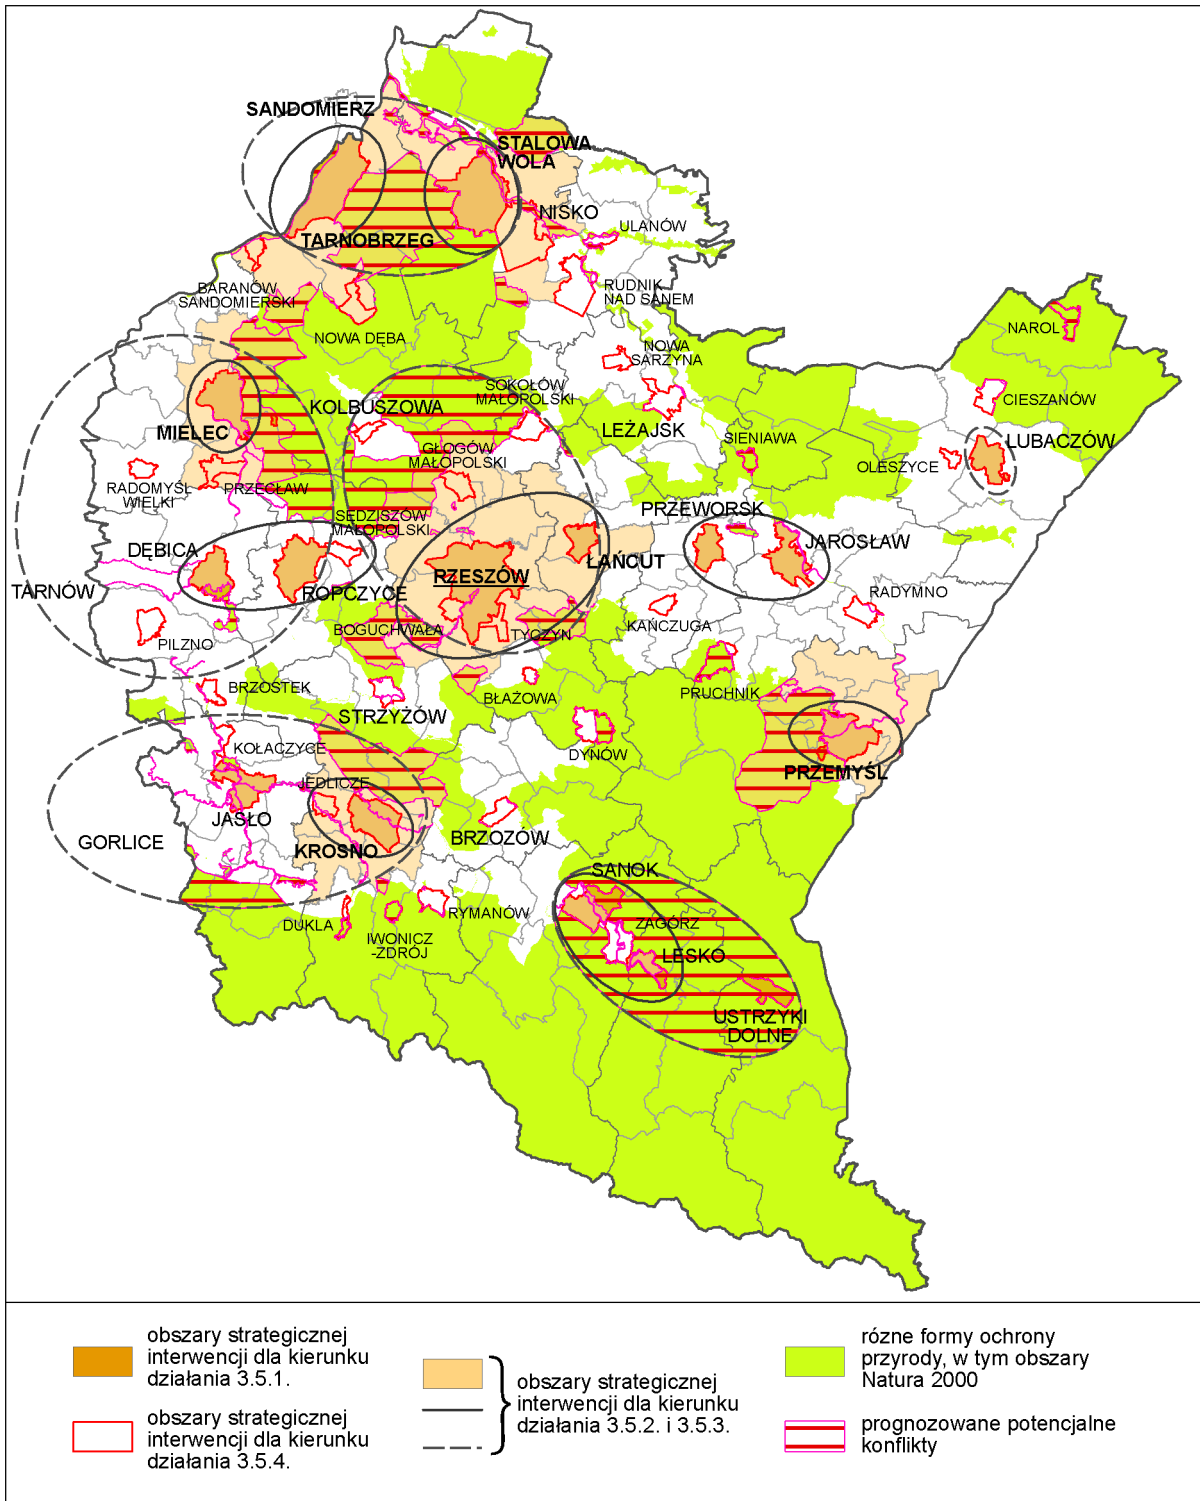 SANDOMIERZ
STALOWA
WOLA
NISKO
ULANÓW
TARNOBRZEG
BARANÓW
SANDOMIERSKI
RUDNIK
NAD SANEM
NOWA DĘBA
NAROL
NOWA
SARZYNA
SOKOŁÓW
MAŁOPOLSKI
CIESZANÓW
KOLBUSZOWA
MIELEC
LEŻAJSK
SIENIAWA
LUBACZÓW
GŁOGÓW
MAŁOPOLSKI
OLESZYCE
RADOMYŚL
WIELKI
PRZECŁAW
SĘDZISZÓW
MAŁOPOLSKI
PRZEWORSK
DĘBICA
JAROSŁAW
ŁAŃCUT
RZESZÓW
TARNÓW
ROPCZYCE
RADYMNO
KAŃCZUGA
BOGUCHWAŁA
TYCZYN
PILZNO
BRZOSTEK
BŁAŻOWA
PRUCHNIK
STRZYŻÓW
KOŁACZYCE
DYNÓW
PRZEMYŚL
JEDLICZE
JASŁO
GORLICE
KROSNO
BRZOZÓW
SANOK
RYMANÓW
DUKLA
ZAGÓRZ
IWONICZ
-ZDRÓJ
LESKO
USTRZYKI
DOLNE
obszary strategicznej
interwencji dla kierunku
działania 3.5.1.
obszary strategicznej
interwencji dla kierunku
działania 3.5.4.
obszary strategicznej
interwencji dla kierunku
działania 3.5.2. i 3.5.3.
rózne formy ochrony
przyrody, w tym obszary
Natura 2000
prognozowane potencjalne
konflikty